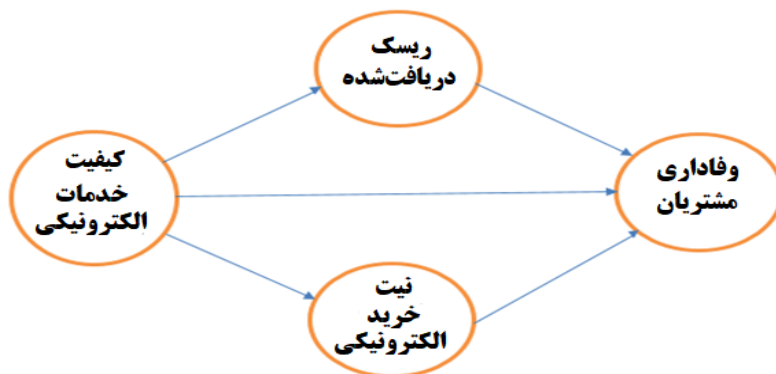 ریسک
دریافت‌شده
کیفیت
خدمات
الکترونیکی
وفاداری
مشتریان
نیت
خرید
الکترونیکی